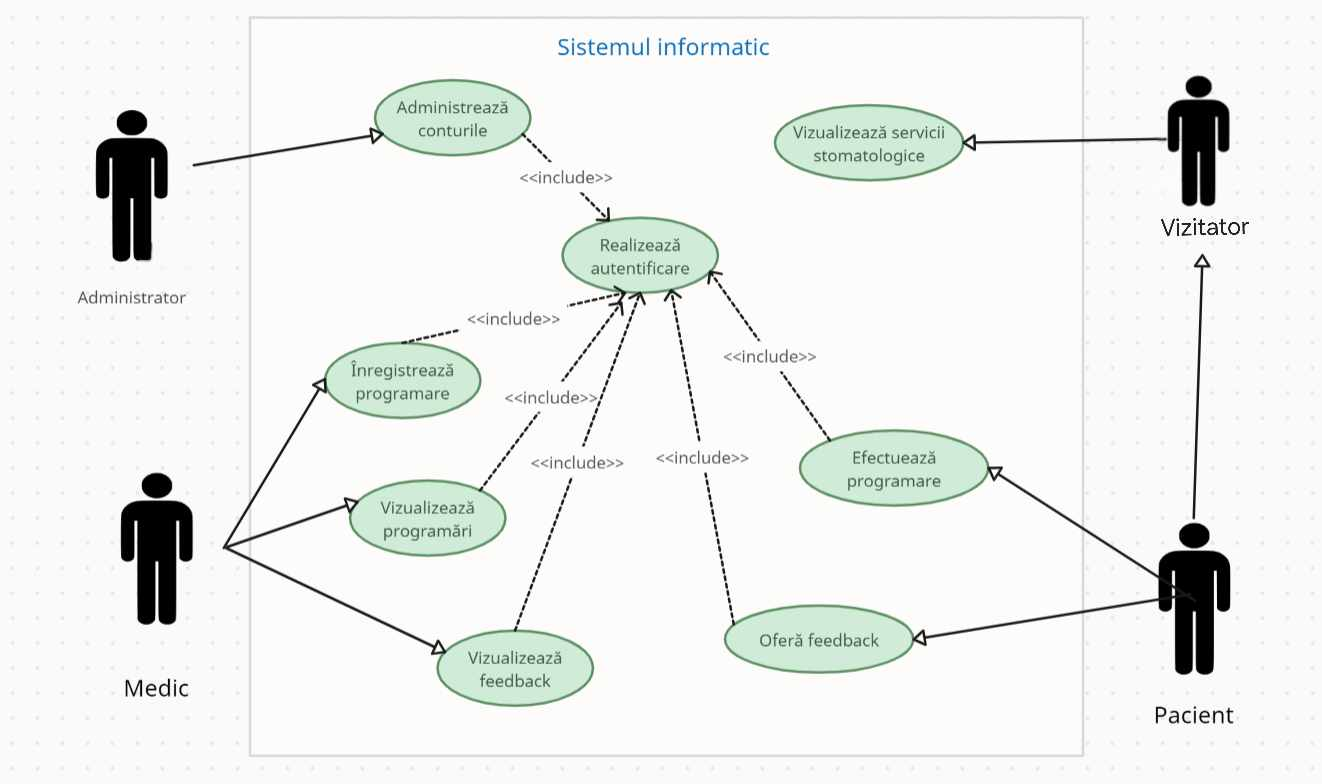 Sistemul informatic
Administrează
conturile
Vizualizează servicii
stomatologice
<<include>>
Vizitator
Realizează
autentificare
Administrator
<<include>>
<<include>>
Înregistrează
programare
<<include>>
Efectuează
programare
<<include>>
<<include>>
Vizualizează
programări
Oferă feedback
Vizualizează
feedback
Medic
Pacient